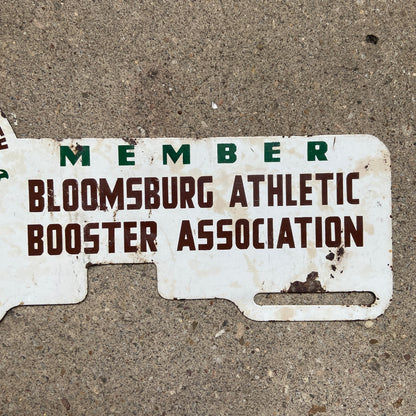 MEMBER
BLOOMSBURG ATHLETIC
BOOSTER ASSOCIATION